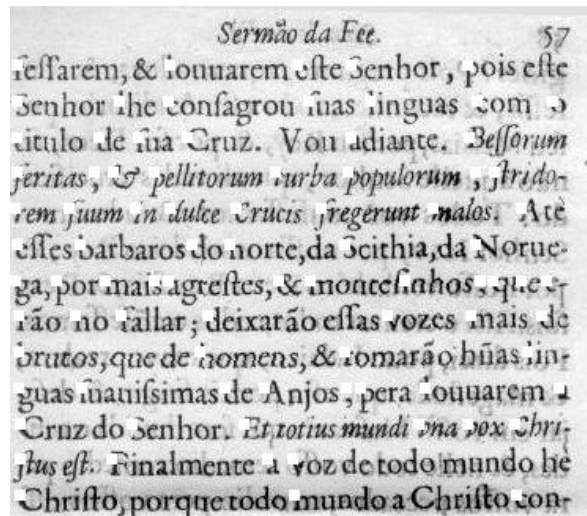 Sermão da Fee. 57
ſeſſarem, & louuarem eſte Senhor, pois eſte
Senhor lhe conſagrou ſuas linguas com o
titulo de ſua Cruz. Vou adiante. Beſſorum
feritas, & pellitorum turba populorum, ſtrido-
rem ſuum in dulce Crucis fregerunt malos. Atè
eſſes barbaros do norte, da Scithia, da Norue-
ga, por mais agreſtes, & monteſinhos, que e-
rão no fallar; deixarão eſſas vozes mais de
brutos, que de homens, & tomarão hũas lin-
guas ſuauiſsimas de Anjos, pera louuarem a
Cruz do Senhor. Et totius mundi vna vox Chri-
ſtus eſt. Finalmente a voz de todo mundo he
Chriſto, porque todo mundo a Chriſto con-